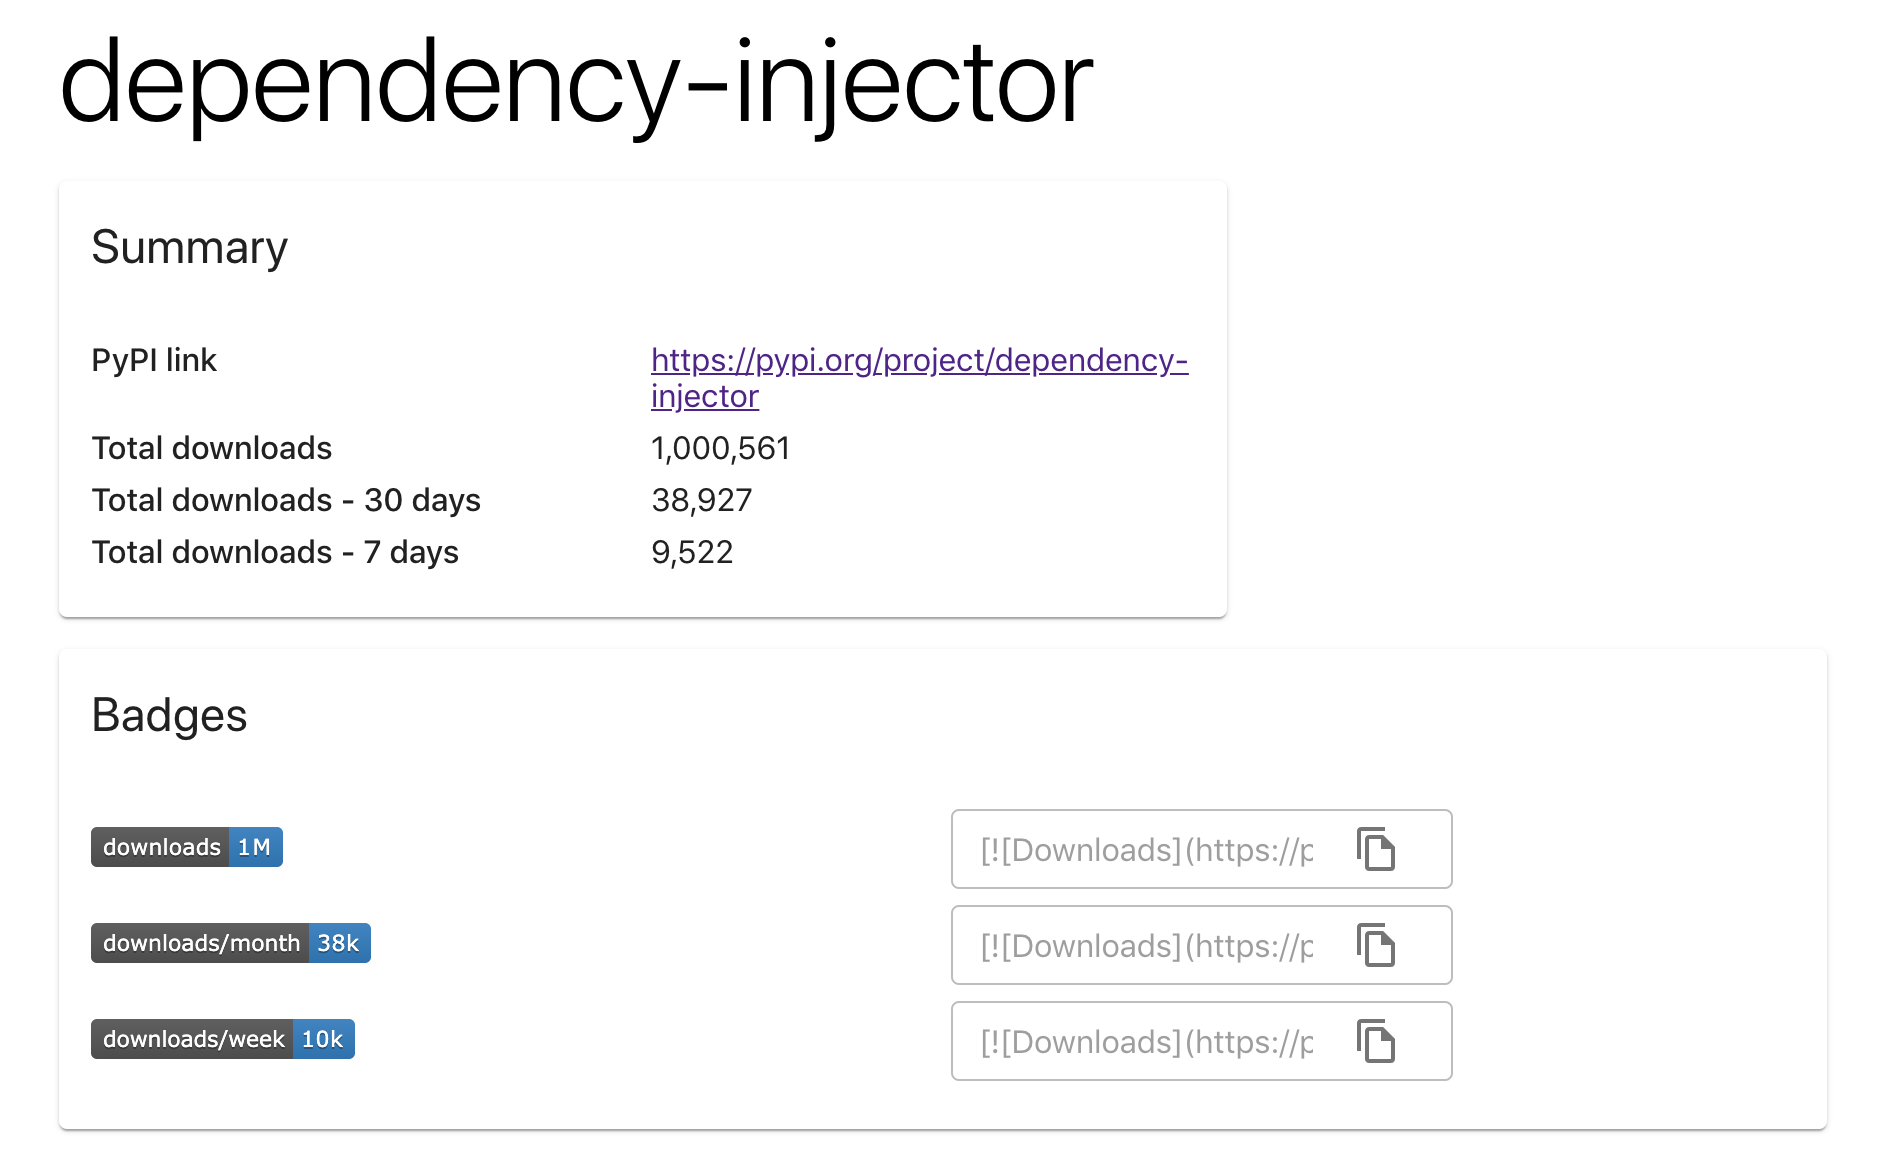 dependency-injector
Summary
PyPI link https://pypi.org/project/dependency-
injector
Total downloads 1,000,561
Total downloads - 30 days 38,927
Total downloads - 7 days 9,522
Badges
downloads 1M [![Downloads](https://p
downloads/month 38k [![Downloads](https://p
downloads/week 10k [![Downloads](https://p